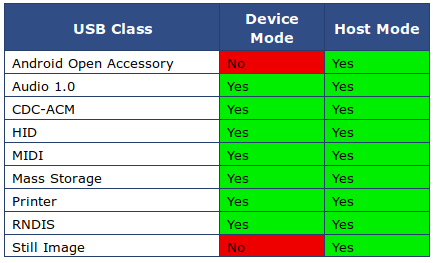 USB Class Device Mode Host Mode
Android Open Accessory No Yes
Audio 1.0 Yes Yes
CDC-ACM Yes Yes
HID Yes Yes
MIDI Yes Yes
Mass Storage Yes Yes
Printer Yes Yes
RNDIS Yes Yes
Still Image No Yes